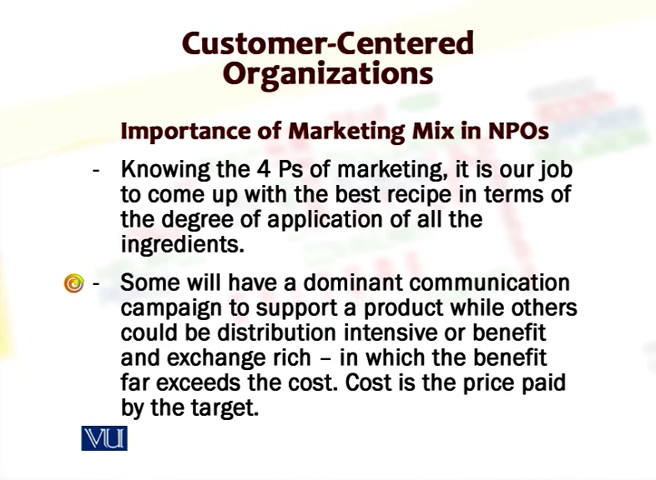 Customer-Centered
Organizations
Importance of Marketing Mix in NPOs
- Knowing the 4 Ps of marketing, it is our job
to come up with the best recipe in terms of
the degree of application of all the
ingredients.
- Some will have a dominant communication
campaign to support a product while others
could be distribution intensive or benefit
and exchange rich – in which the benefit
far exceeds the cost. Cost is the price paid
by the target.
VU